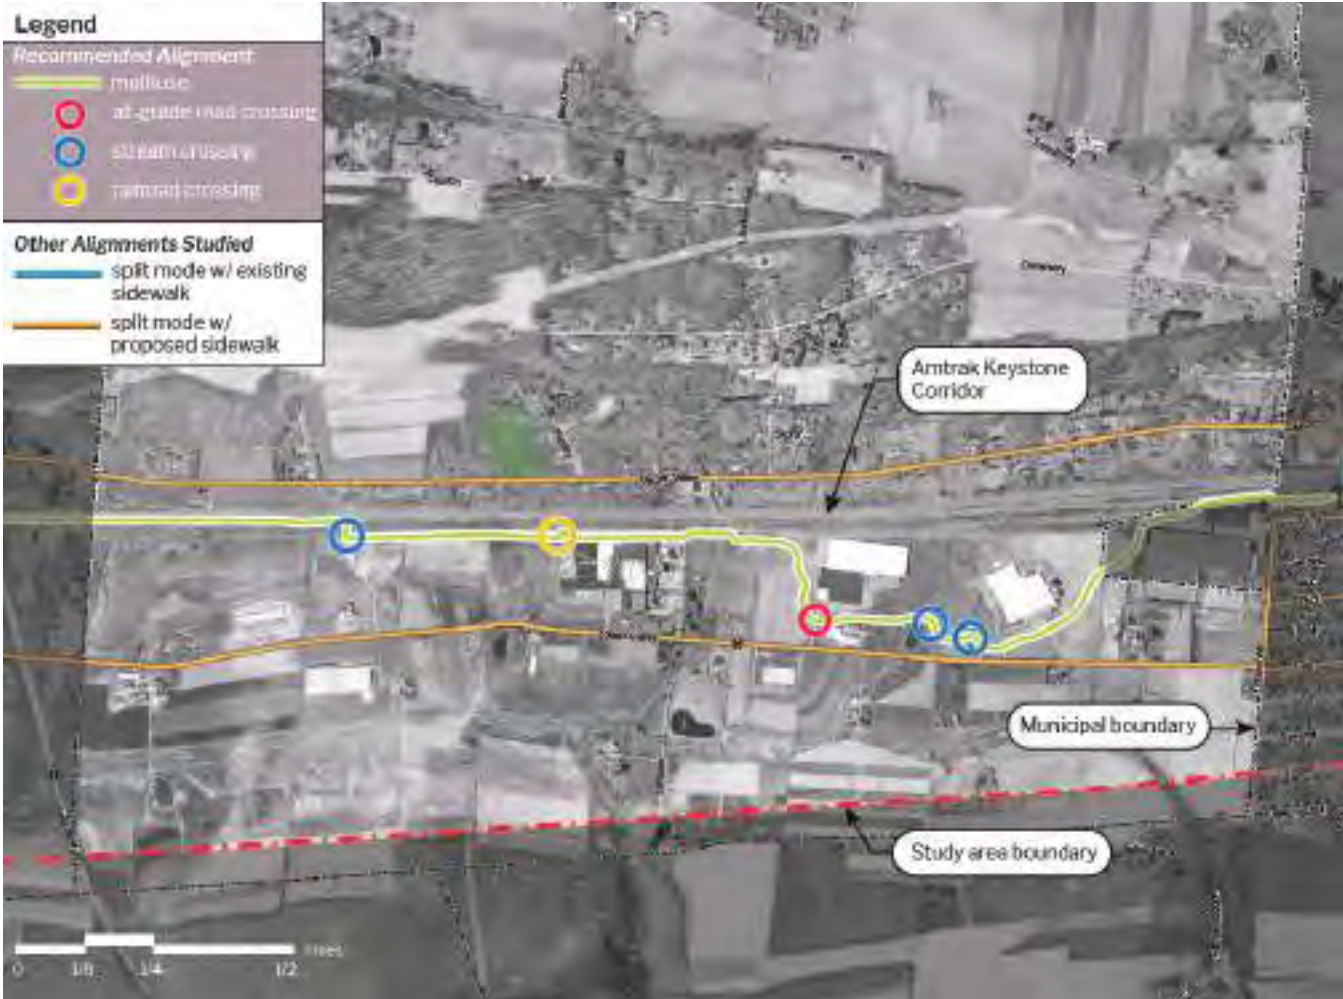 Legend
Recommended Alignment
multiuse
at-grade road crossing
stream crossing
railroad crossing
Other Alignments Studied
split mode w/ existing
sidewalk
split mode w/
proposed sidewalk
Amtrak Keystone
Corridor
Municipal boundary
Study area boundary
miles
0 1/8 1/4 1/2